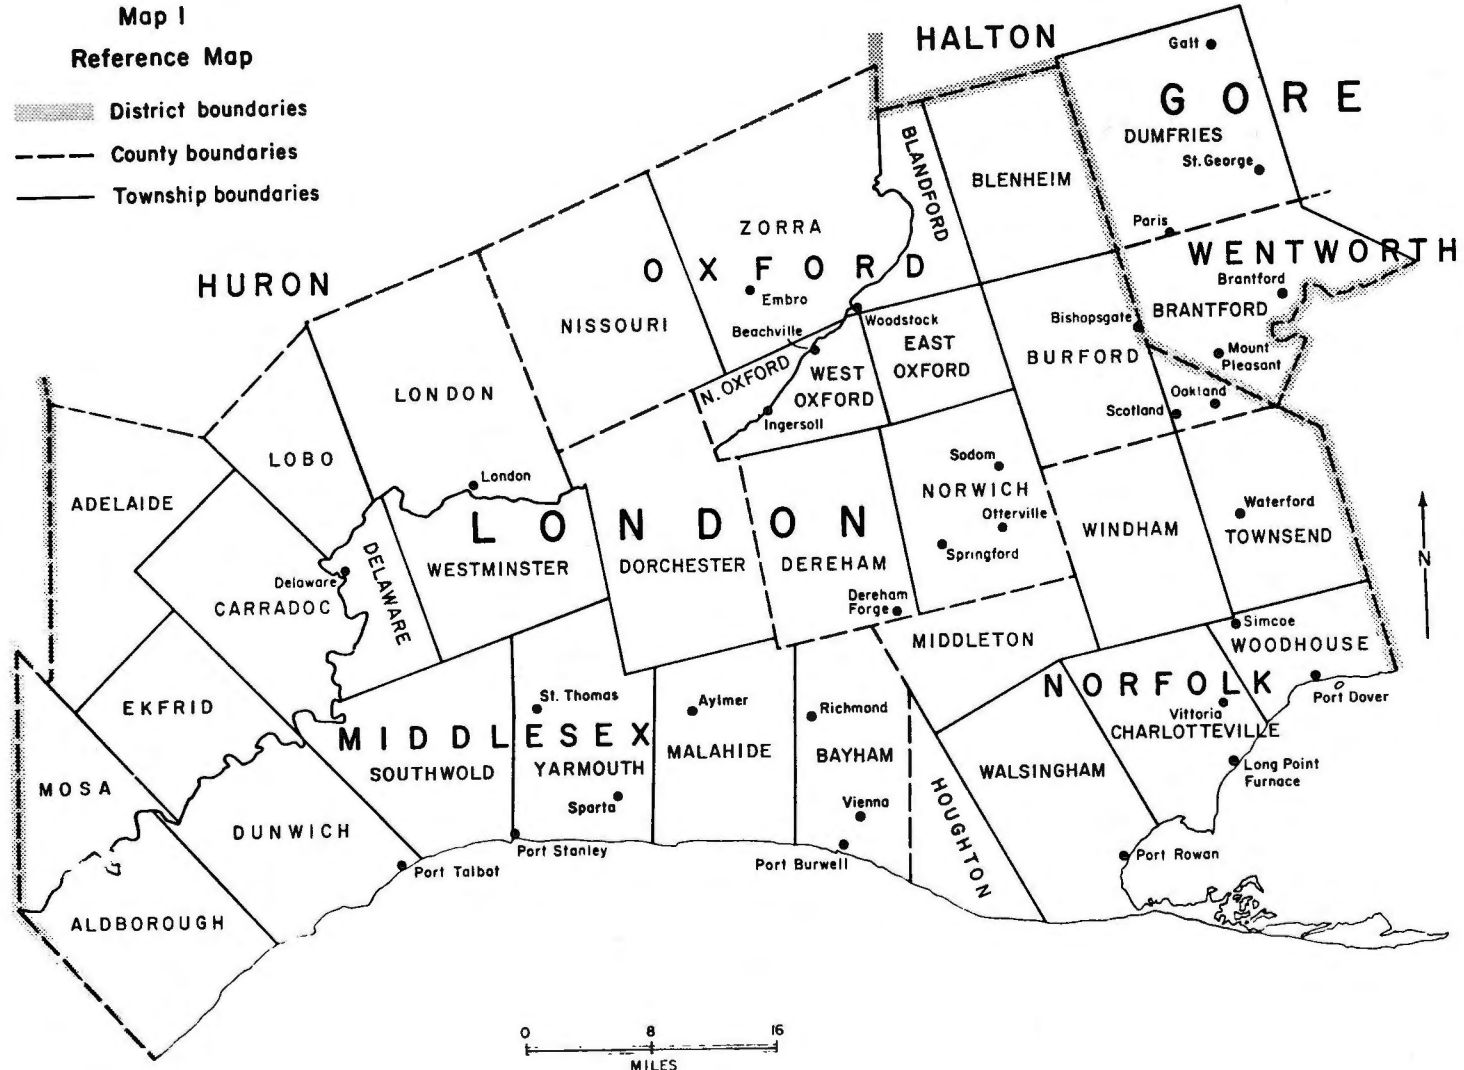 Map I
Reference Map
District boundaries
County boundaries
Township boundaries
HALTON
Galt
GORE
DUMFRIES
St. George
BLANDFORD
BLENHEIM
Paris
WENTWORTH
ZORRA
OXFORD
HURON
Embro
Brantford
BRANTFORD
NISSOURI
Beachville
Woodstock
Bishopsgate
EAST
OXFORD
BURFORD
Mount
Pleasant
N. OXFORD
WEST
OXFORD
LONDON
Oakland
Scotland
Ingersoll
LOBO
London
Sodom
ADELAIDE
NORWICH
Waterford
LONDON
Otterville
WINDHAM
TOWNSEND
N
DELAWARE
Springford
WESTMINSTER
DORCHESTER
DEREHAM
Delaware
CARRADOC
Dereham
Forge
MIDDLETON
Simcoe
WOODHOUSE
NORFOLK
Port Dover
EKFRID
St. Thomas
Aylmer
Richmond
Vittoria
CHARLOTTEVILLE
MIDDLESEX
MALAHIDE
BAYHAM
SOUTHWOLD
YARMOUTH
WALSINGHAM
Long Point
Furnace
MOSA
Sparta
Vienna
HOUGHTON
DUNWICH
Port Stanley
Port Talbot
Port Burwell
Port Rowan
ALDBOROUGH
0 8 16
MILES